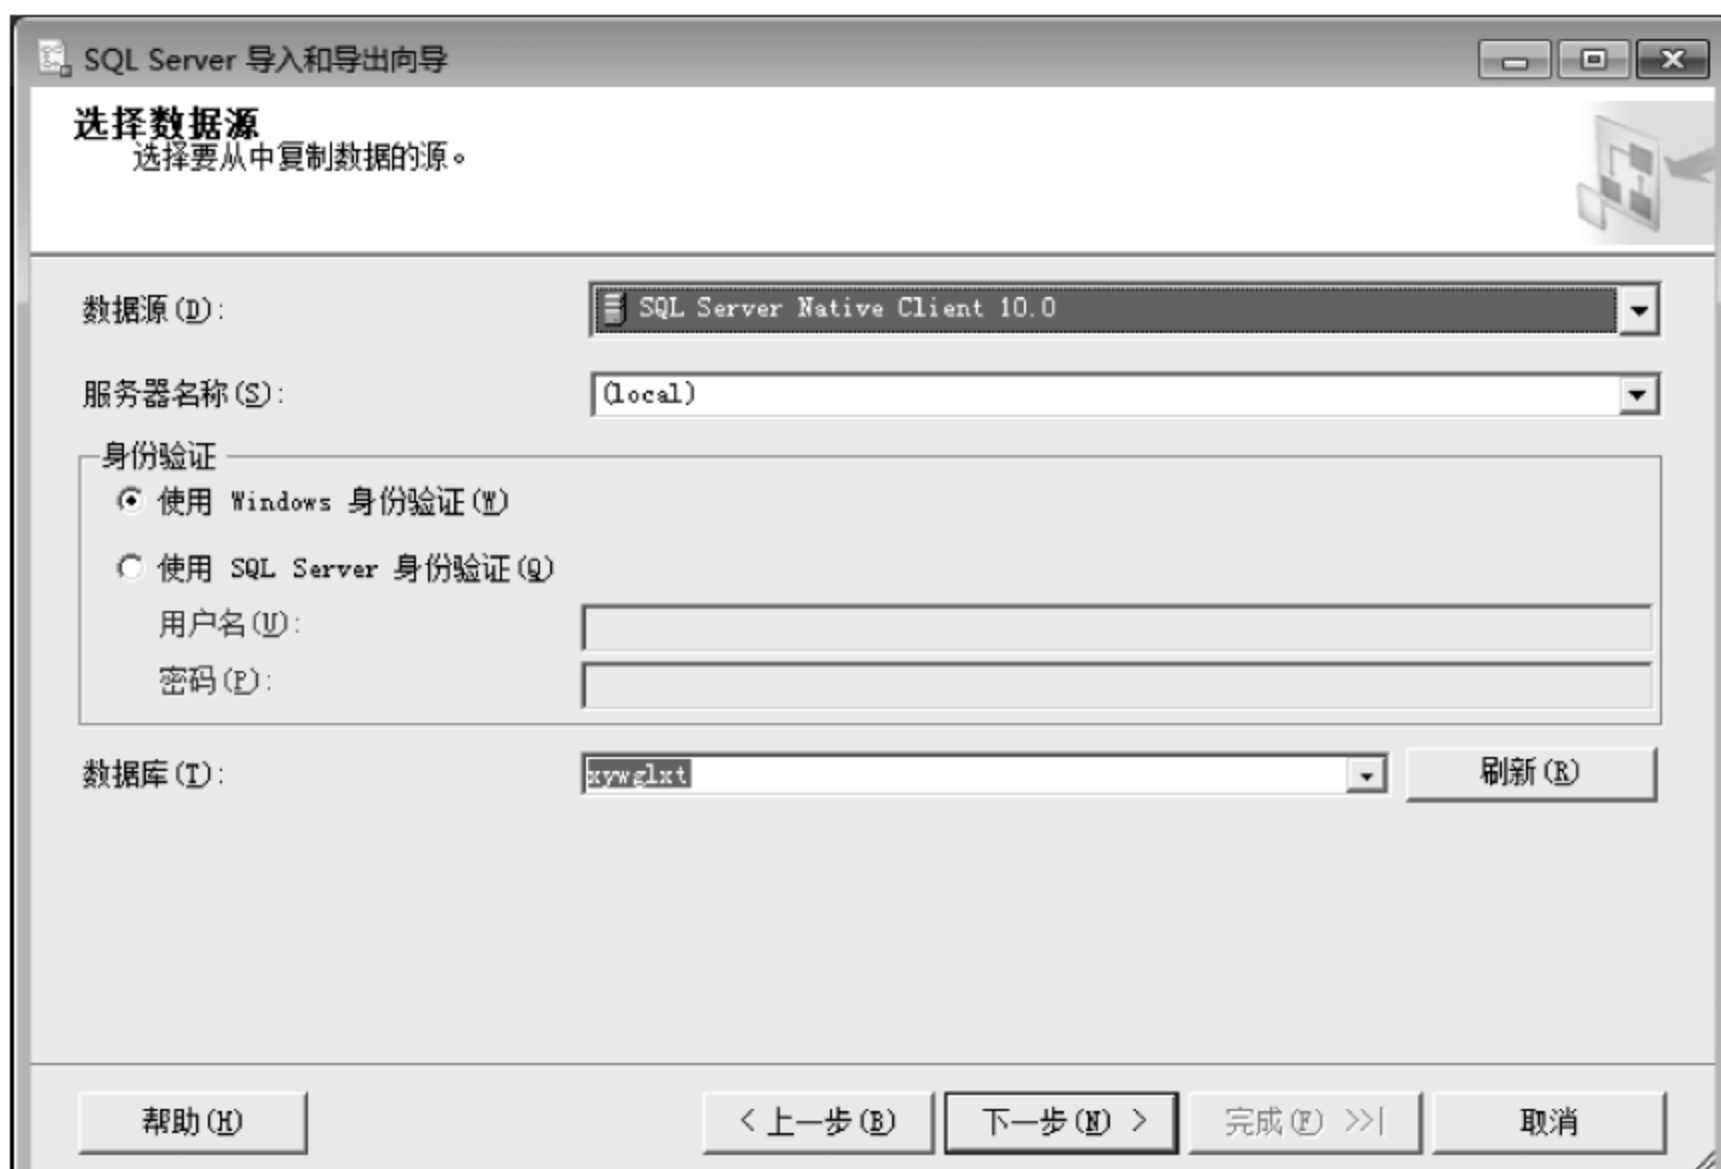 SQL Server 导入和导出向导
选择数据源
选择要从中复制数据的源。
数据源(D):
SQL Server Native Client 10.0
服务器名称(S):
(local)
身份验证
使用 Windows 身份验证(W)
使用 SQL Server 身份验证(Q)
用户名(U):
密码(P):
数据库(T):
xywglxt
刷新(R)
帮助(H)
< 上一步(B)
下一步(N) >
完成(F) >>|
取消